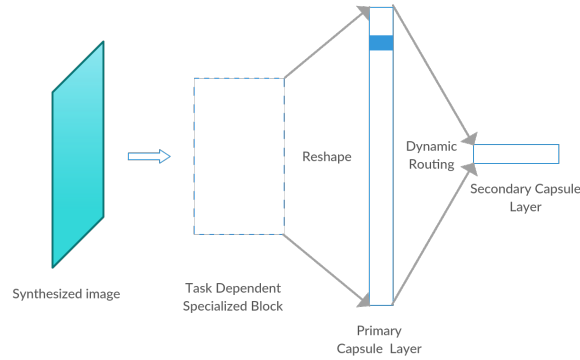 Reshape
Dynamic
Routing
Secondary Capsule
Layer
Synthesized image
Task Dependent
Specialized Block
Primary
Capsule Layer